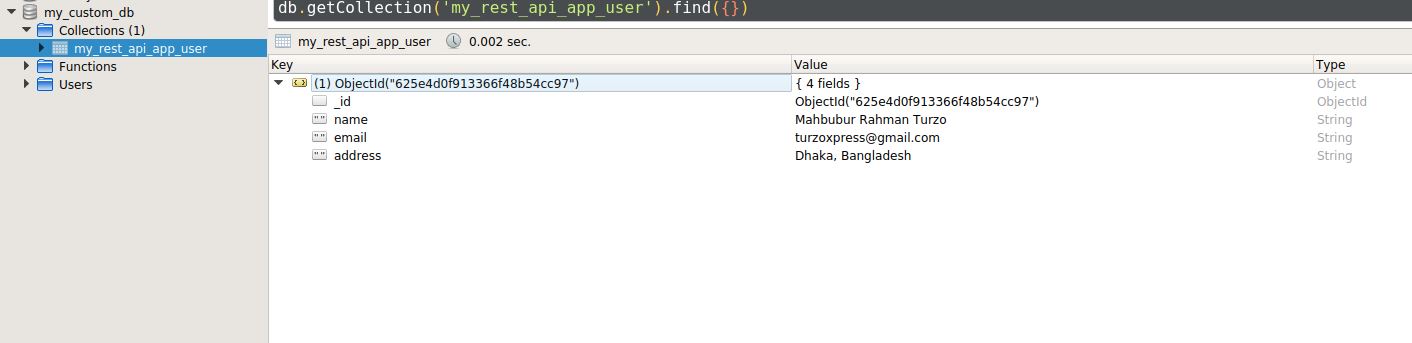 my_custom_db
Collections (1)
my_rest_api_app_user
Functions
Users
db.getCollection('my_rest_api_app_user').find({})
my_rest_api_app_user 0.002 sec.
Key Value Type
(1) ObjectId("625e4d0f913366f48b54cc97") { 4 fields } Object
_id ObjectId("625e4d0f913366f48b54cc97") ObjectId
name Mahbubur Rahman Turzo String
email turzoxpress@gmail.com String
address Dhaka, Bangladesh String